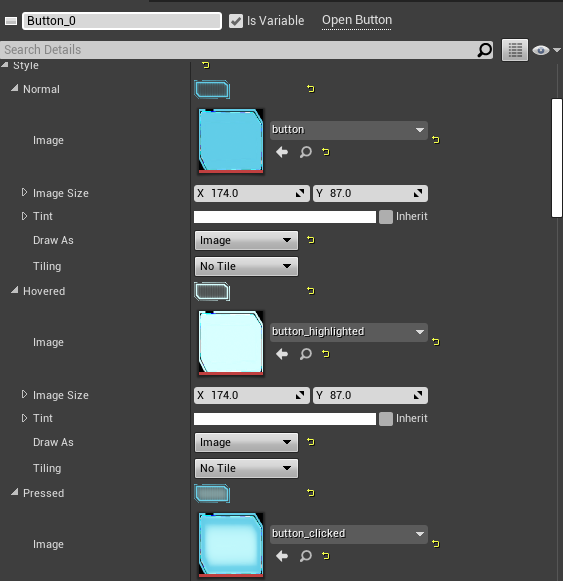 Button_0 Is Variable Open Button
Search Details
Style
Normal
Image button
Image Size X 174.0 Y 87.0
Tint Inherit
Draw As Image
Tiling No Tile
Hovered
Image button_highlighted
Image Size X 174.0 Y 87.0
Tint Inherit
Draw As Image
Tiling No Tile
Pressed
Image button_clicked